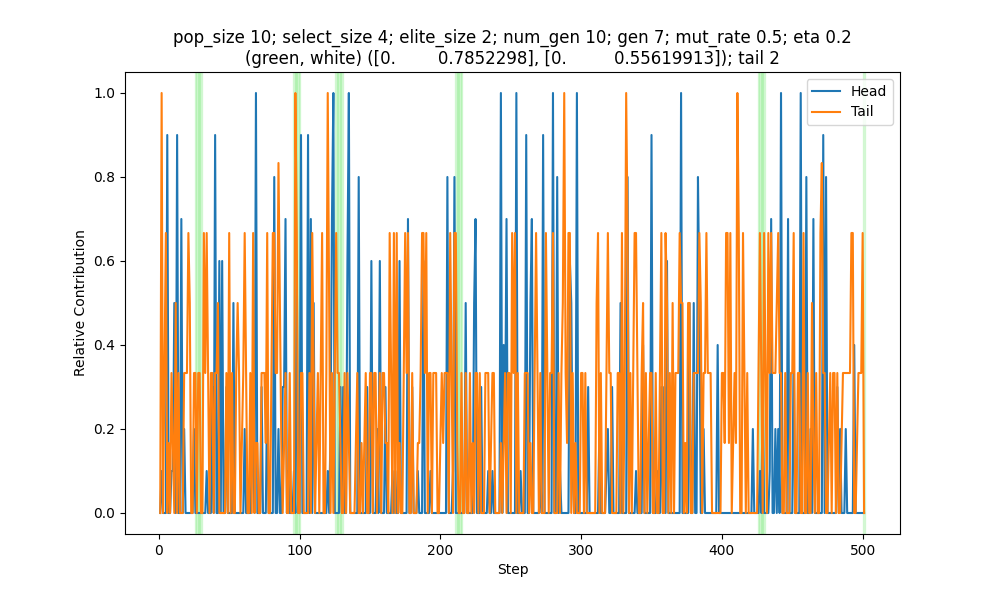 pop_size 10; select_size 4; elite_size 2; num_gen 10; gen 7; mut_rate 0.5; eta 0.2
(green, white) ([0. 0.7852298], [0. 0.55619913]); tail 2
Head
Tail
1.0
0.8
0.6
0.4
0.2
0.0
Relative Contribution
0 100 200 300 400 500
Step